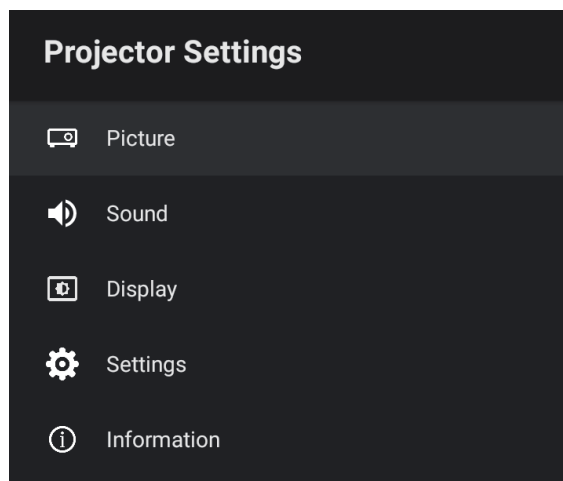 Projector Settings
Picture
Sound
Display
Settings
Information